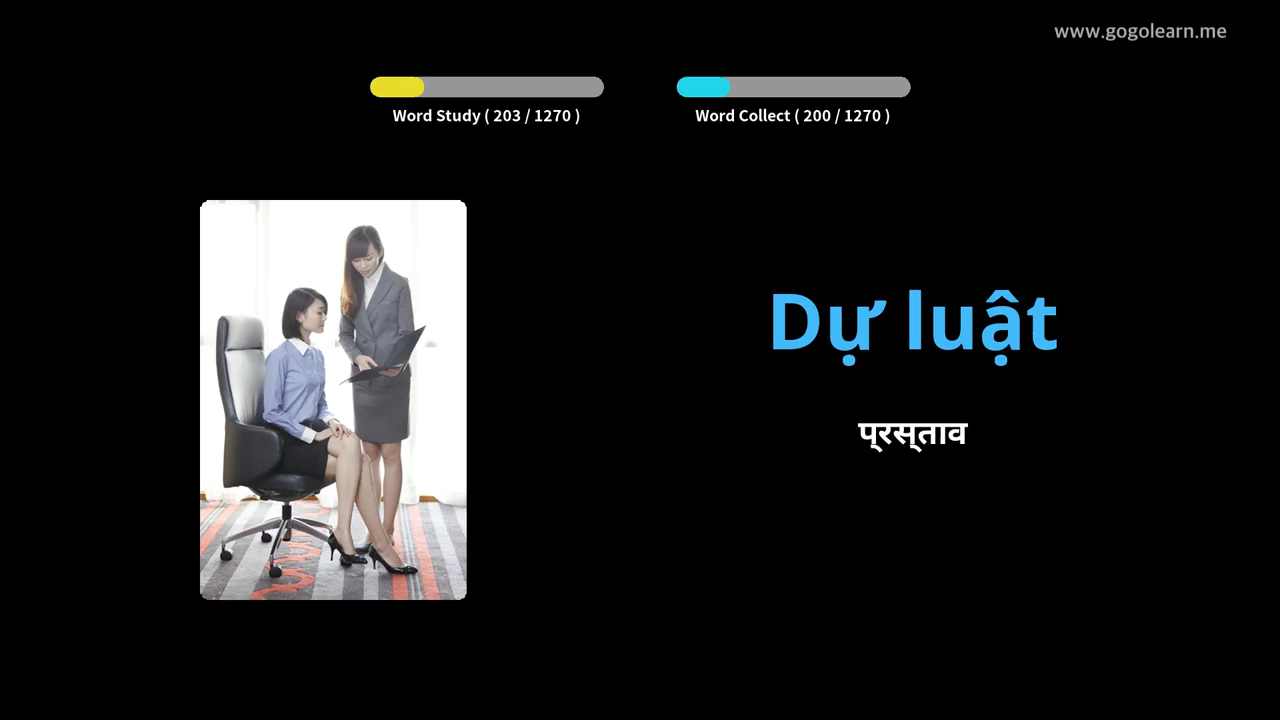 www.gogolearn.me
Word Study ( 203 / 1270 )
Word Collect ( 200 / 1270 )
Dự luật
प्रस्ताव